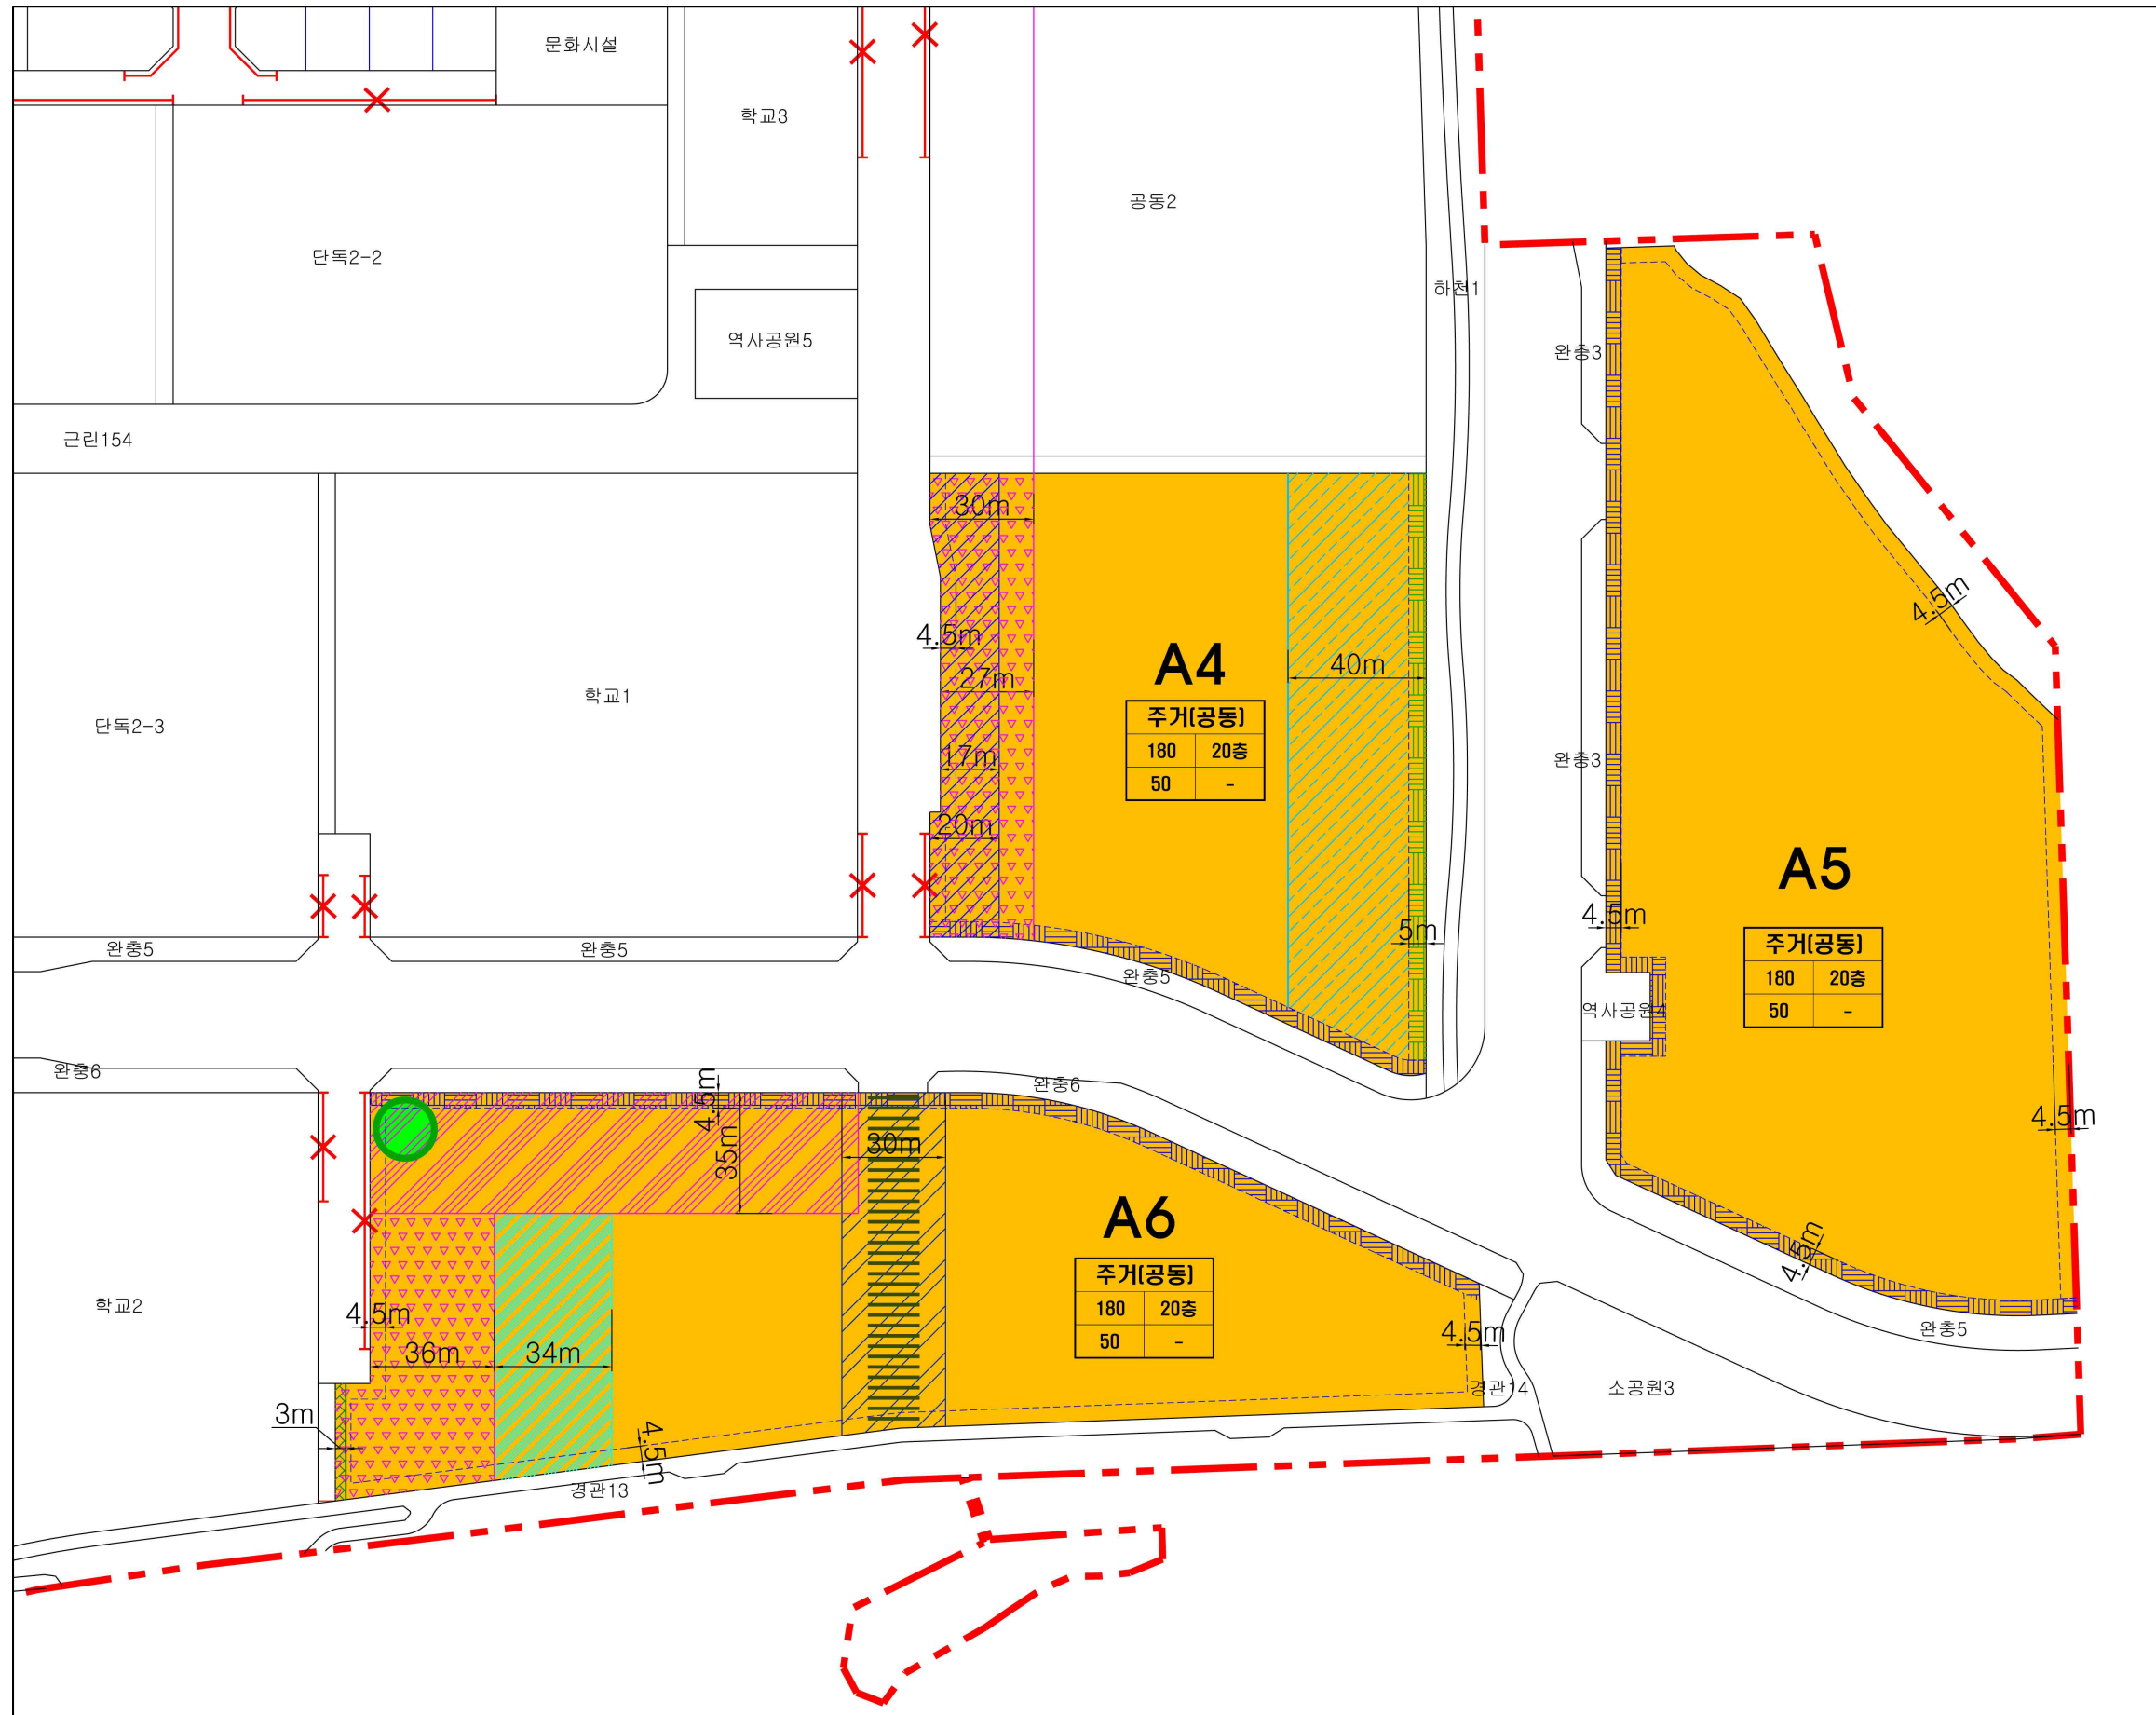 문화시설
학교3
공동2
단독2-2
하천1
역사공원5
완충3
근린154
30m
4.5m
4.5m
A4
40m
27m
주거(공동)
180 20층
50 -
학교1
단독2-3
17m
완충3
20m
A5
4.5m
5m
주거(공동)
180 20층
50 -
완충5
완충5
완충5
역사공원4
완충6
완충6
4.5m
35m
30m
4.5m
A6
4.5m
주거(공동)
180 20층
50 -
학교2
4.5m
36m
34m
4.5m
완충5
경관14
소공원3
3m
4.5m
경관13